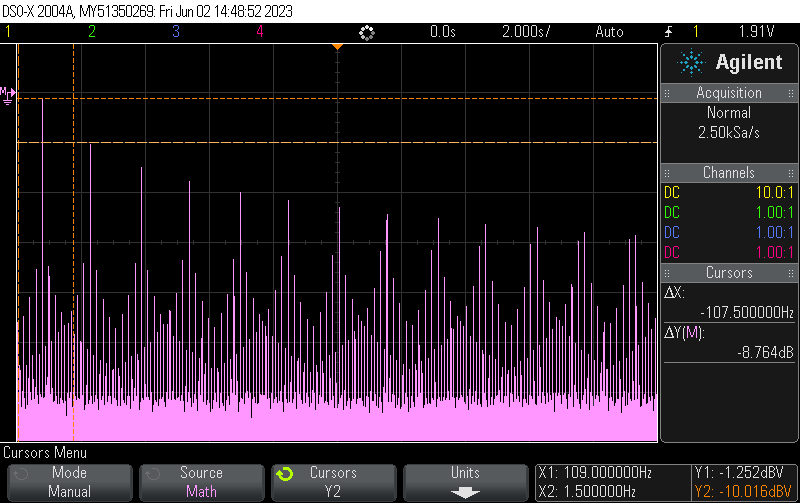 DSO-X 2004A, MY51350269: Fri Jun 02 14:48:52 2023
1 2 3 4 0.0s 2.000s/ Auto 1 1.91V
M
Agilent
Acquisition
Normal
2.50kSa/s
Channels
DC 10.0:1
DC 1.00:1
DC 1.00:1
DC 1.00:1
Cursors
ΔX:
-107.500000Hz
ΔY(M):
-8.764dB
Cursors Menu
Mode
Manual
Source
Math
Cursors
Y2
Units
X1: 109.000000Hz
X2: 1.500000Hz
Y1: -1.252dBV
Y2: -10.016dBV